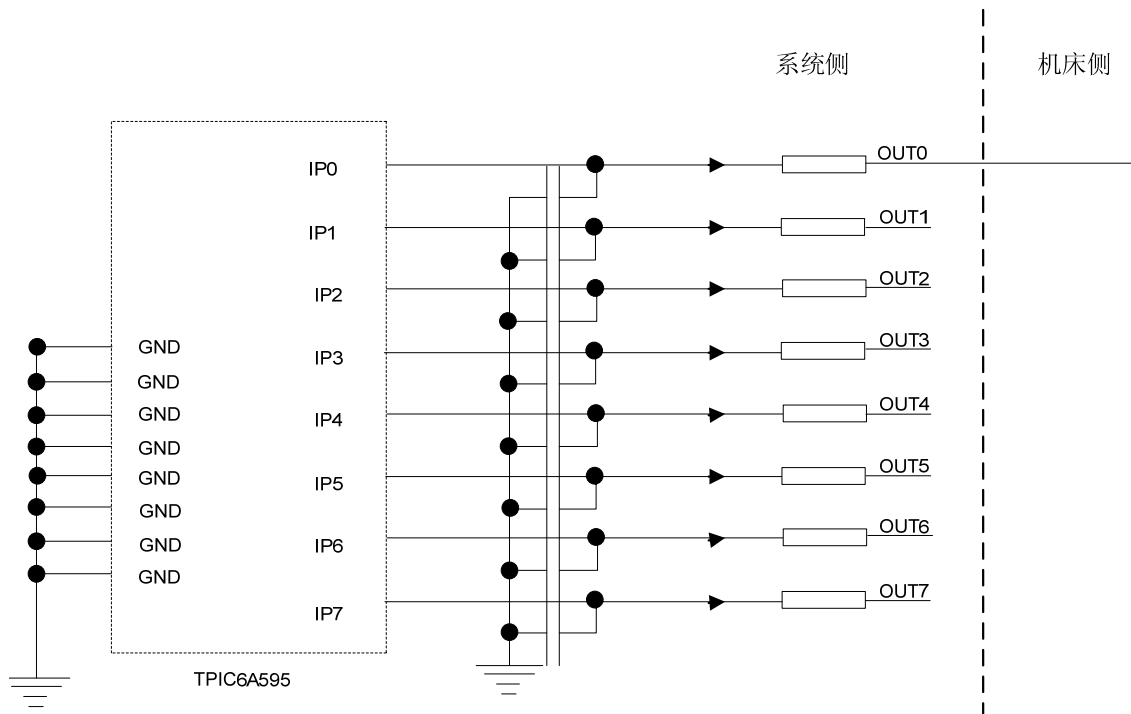 系统侧
机床侧
IP0
OUT0
IP1
OUT1
IP2
OUT2
GND
IP3
OUT3
GND
GND
IP4
OUT4
GND
GND
IP5
OUT5
GND
GND
IP6
OUT6
GND
IP7
OUT7
TPIC6A595